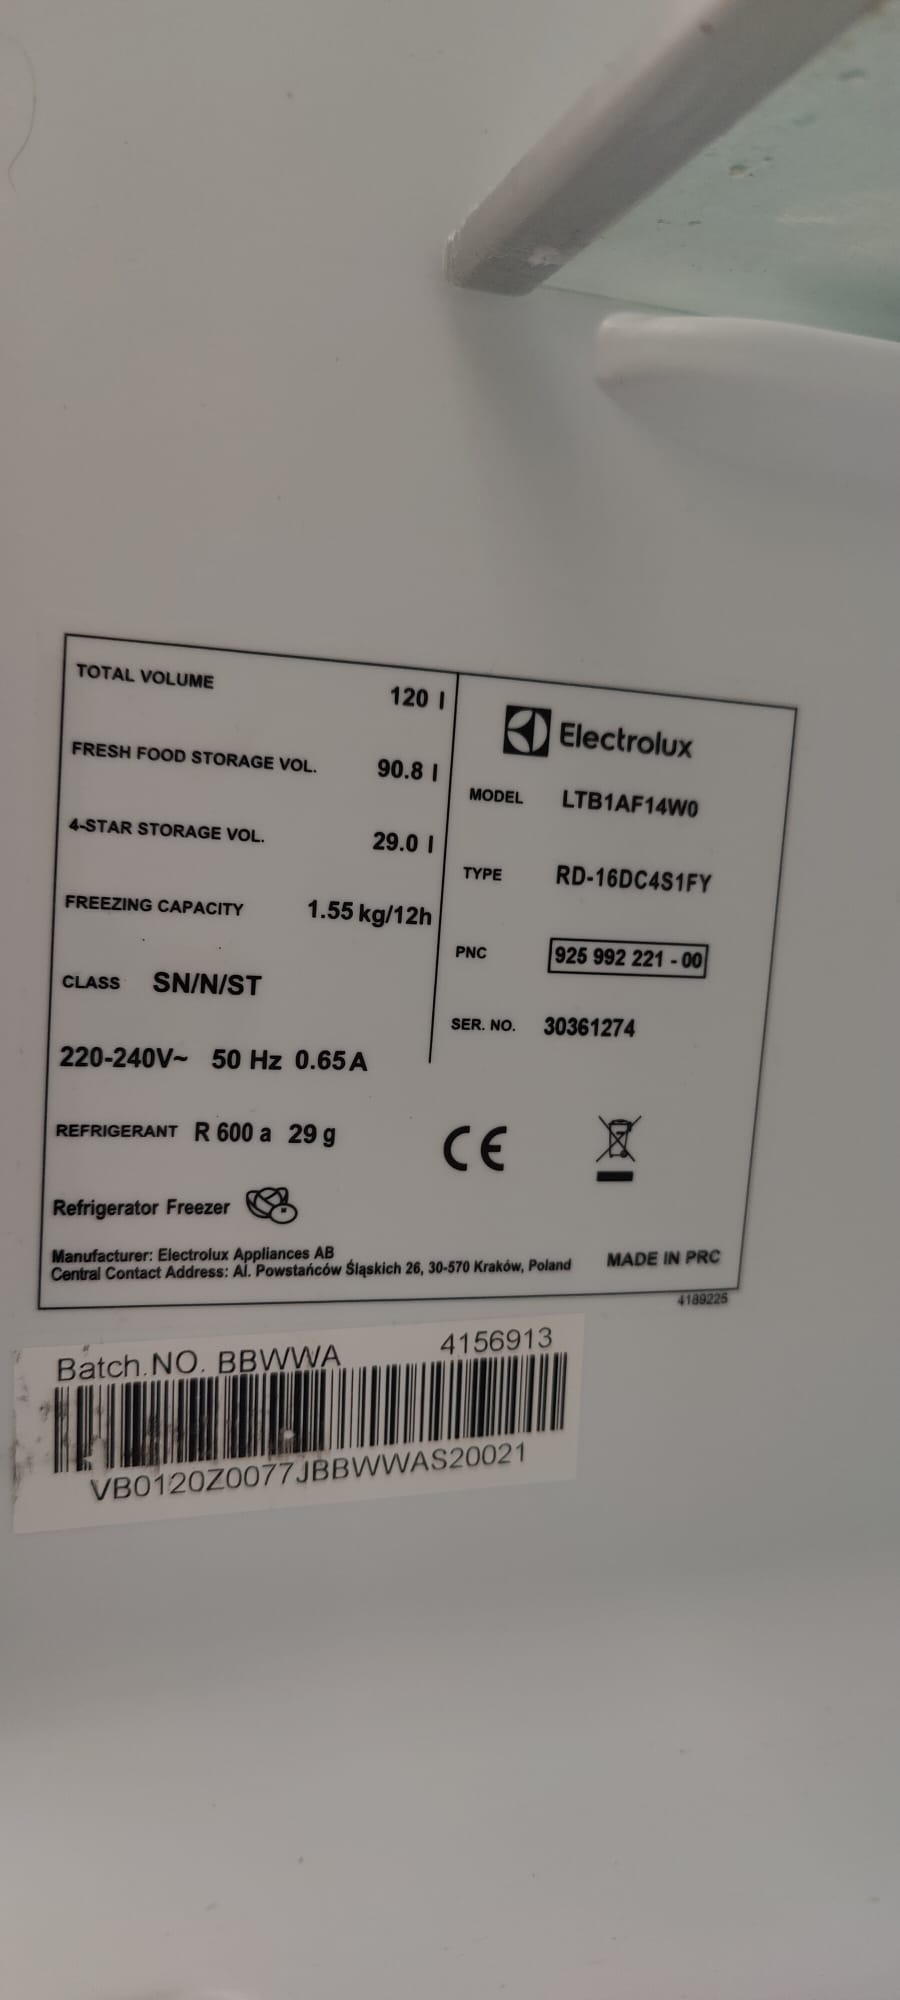 TOTAL VOLUME 120 l
FRESH FOOD STORAGE VOL. 90.8 l
4-STAR STORAGE VOL. 29.0 l
FREEZING CAPACITY 1.55 kg/12h
CLASS SN/N/ST
220-240V~ 50 Hz 0.65 A
REFRIGERANT R 600 a 29 g
Refrigerator Freezer
Electrolux
MODEL LTB1AF14W0
TYPE RD-16DC4S1FY
PNC 925 992 221 - 00
SER. NO. 30361274
CE
Manufacturer: Electrolux Appliances AB
Central Contact Address: Al. Powstańców Śląskich 26, 30-570 Kraków, Poland
MADE IN PRC
4189225
Batch.NO. BBWWA 4156913
VB0120Z0077JBBWWAS20021